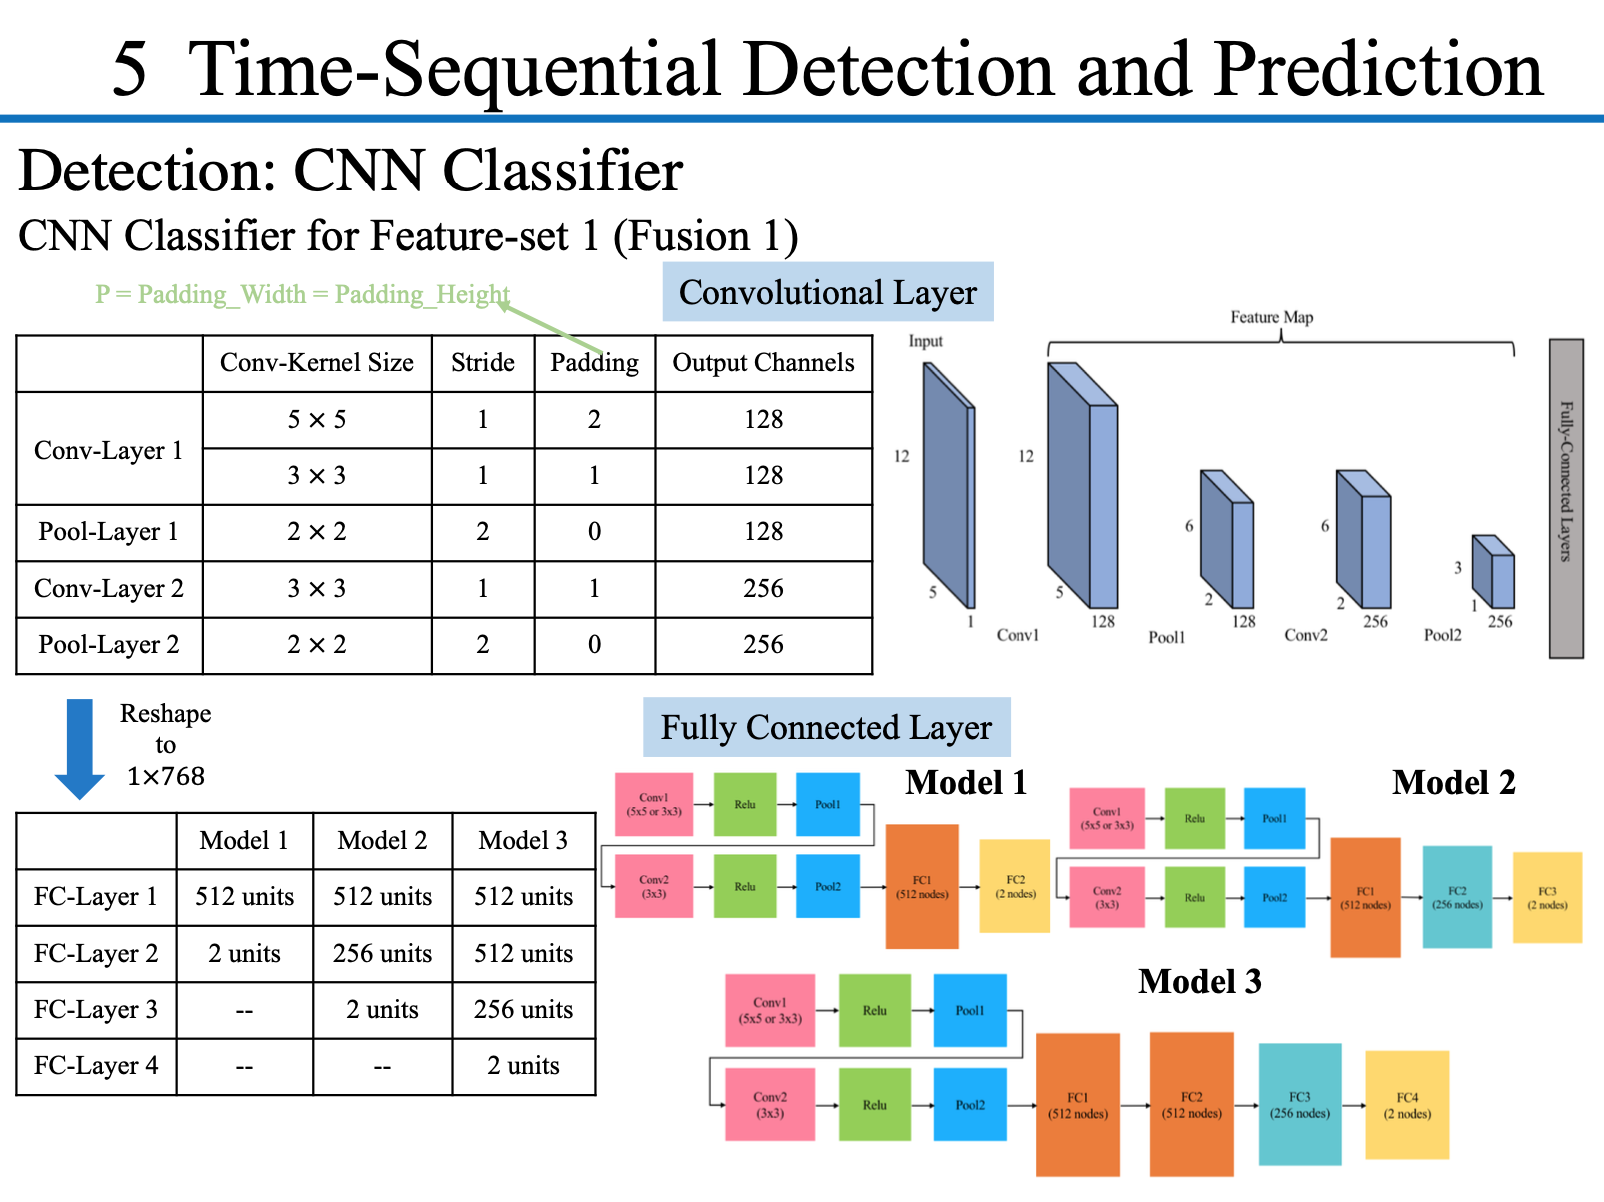 5 Time-Sequential Detection and Prediction
Detection: CNN Classifier
CNN Classifier for Feature-set 1 (Fusion 1)
P = Padding_Width = Padding_Height
Convolutional Layer
Conv-Kernel Size Stride Padding Output Channels
Conv-Layer 1
5 × 5 1 2 128
3 × 3 1 1 128
Pool-Layer 1 2 × 2 2 0 128
Conv-Layer 2 3 × 3 1 1 256
Pool-Layer 2 2 × 2 2 0 256
Feature Map
Input
12
5
1
12
5
128
Conv1
6
2
128
Pool1
6
2
256
Conv2
3
1
256
Pool2
Fully-Connected Layers
Reshape
to
1×768
Model 1 Model 2 Model 3
FC-Layer 1 512 units 512 units 512 units
FC-Layer 2 2 units 256 units 512 units
FC-Layer 3 -- 2 units 256 units
FC-Layer 4 -- -- 2 units
Fully Connected Layer
Model 1
Conv1
(5x5 or 3x3)
Relu
Pool1
Conv2
(3x3)
Relu
Pool2
FC1
(512 nodes)
FC2
(2 nodes)
Model 2
Conv1
(5x5 or 3x3)
Relu
Pool1
Conv2
(3x3)
Relu
Pool2
FC1
(512 nodes)
FC2
(256 nodes)
FC3
(2 nodes)
Model 3
Conv1
(5x5 or 3x3)
Relu
Pool1
Conv2
(3x3)
Relu
Pool2
FC1
(512 nodes)
FC2
(512 nodes)
FC3
(256 nodes)
FC4
(2 nodes)